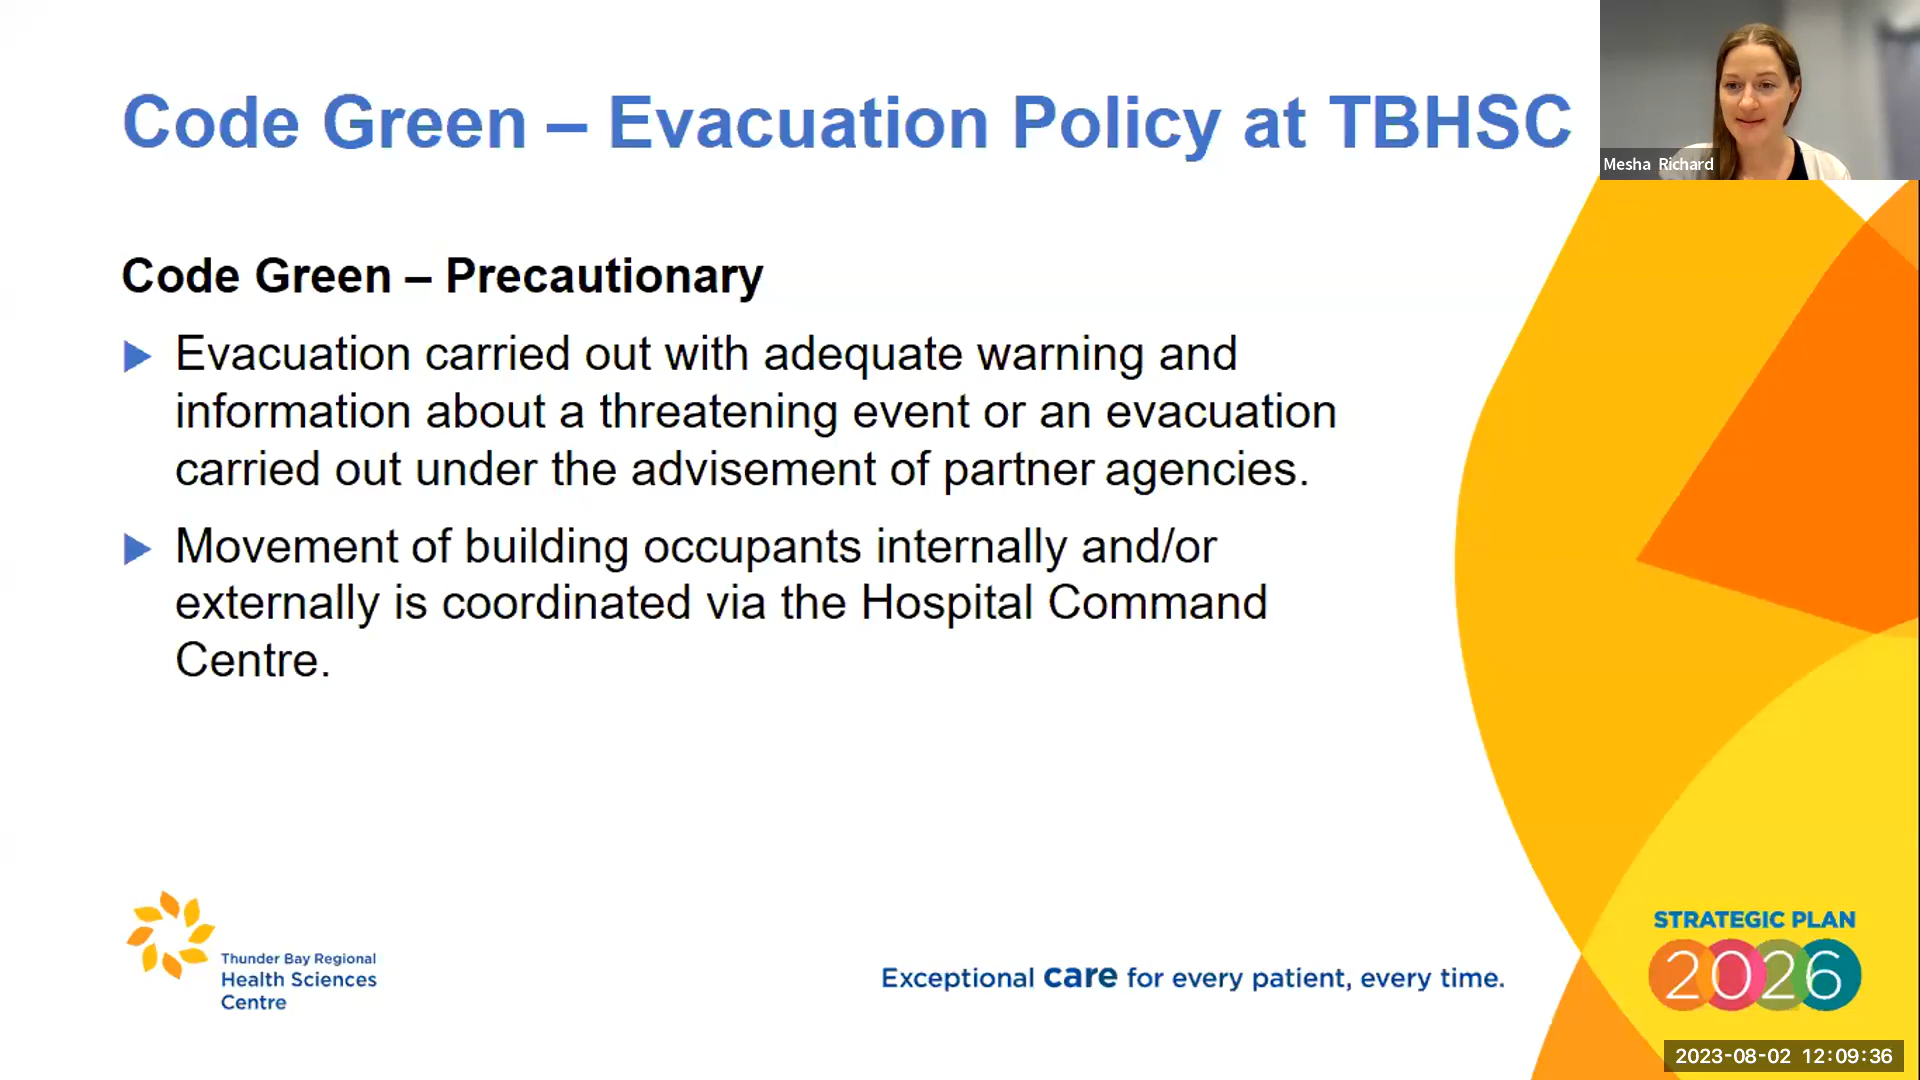 Code Green – Evacuation Policy at TBHSC
Mesha Richard
Code Green – Precautionary
Evacuation carried out with adequate warning and
information about a threatening event or an evacuation
carried out under the advisement of partner agencies.
Movement of building occupants internally and/or
externally is coordinated via the Hospital Command
Centre.
Thunder Bay Regional
Health Sciences
Centre
Exceptional care for every patient, every time.
STRATEGIC PLAN
2026
2023-08-02 12:09:36